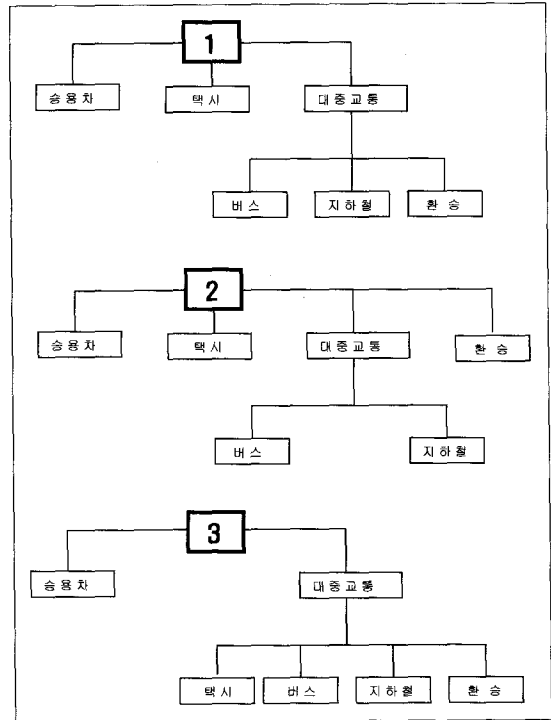 1
승용차 택시 대중교통
버스 지하철 환승
2
승용차 택시 대중교통 환승
버스 지하철
3
승용차 대중교통
택시 버스 지하철 환승